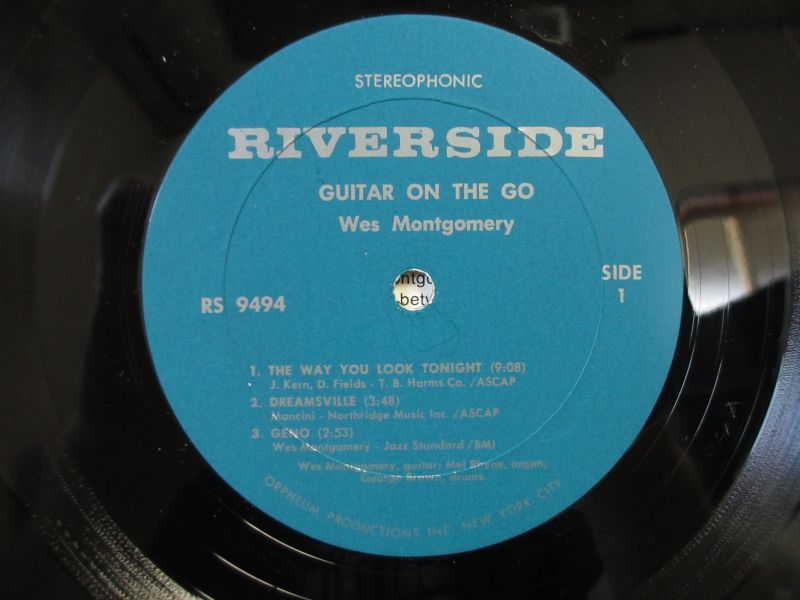 STEREOPHONIC
RIVERSIDE
GUITAR ON THE GO
Wes Montgomery
RS 9494
SIDE
1
1. THE WAY YOU LOOK TONIGHT (9:08)
J. Kern, D. Fields - T. B. Harms Co. /ASCAP
2. DREAMSVILLE (3:48)
Mancini - Northridge Music Inc. /ASCAP
3. GENO (2:53)
Wes Montgomery - Jazz Standard /BMI
Wes Montgomery, guitar; Mel Rhyne, organ;
George Brown, drums.
ORPHEUM PRODUCTIONS INC. NEW YORK CITY